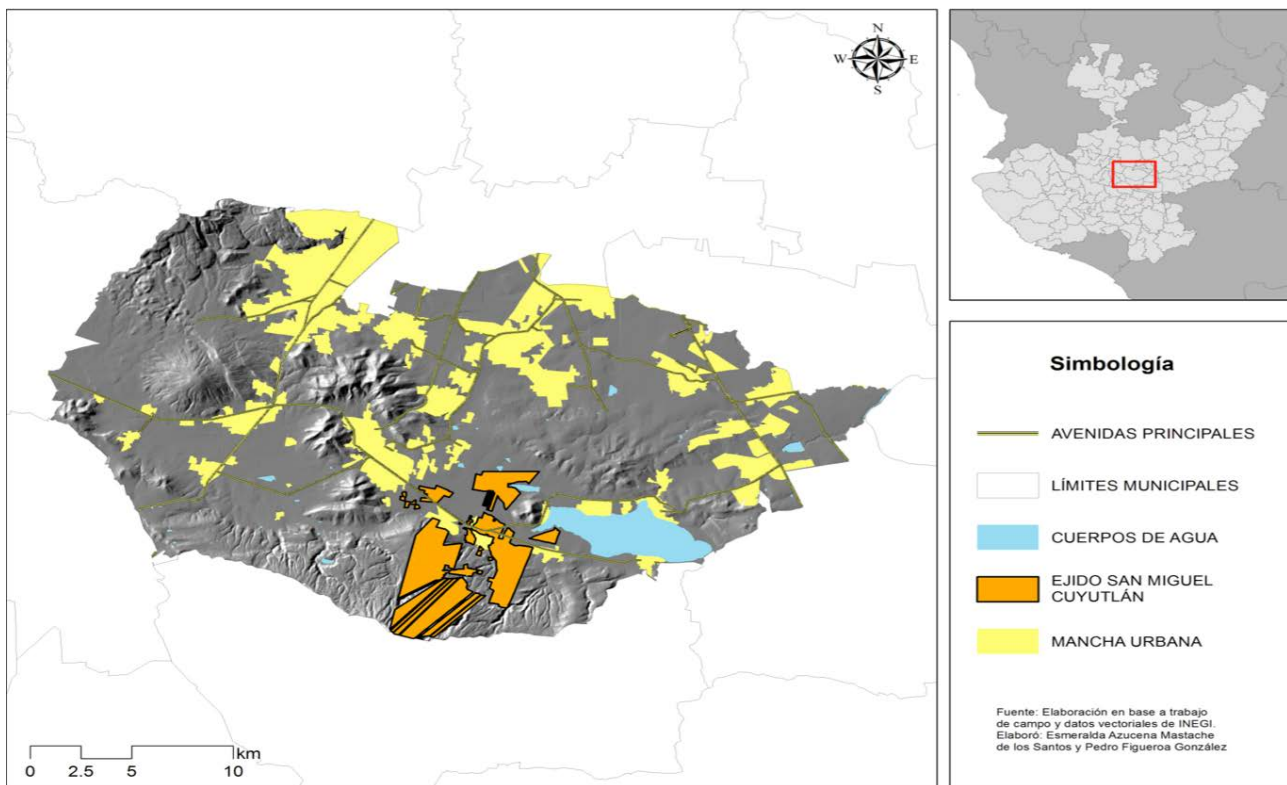 N
W E
S
km
0 2.5 5 10
Simbología
AVENIDAS PRINCIPALES
LÍMITES MUNICIPALES
CUERPOS DE AGUA
EJIDO SAN MIGUEL
CUYUTLÁN
MANCHA URBANA
Fuente: Elaboración en base a trabajo
de campo y datos vectoriales de INEGI.
Elaboró: Esmeralda Azucena Mastache
de los Santos y Pedro Figueroa González